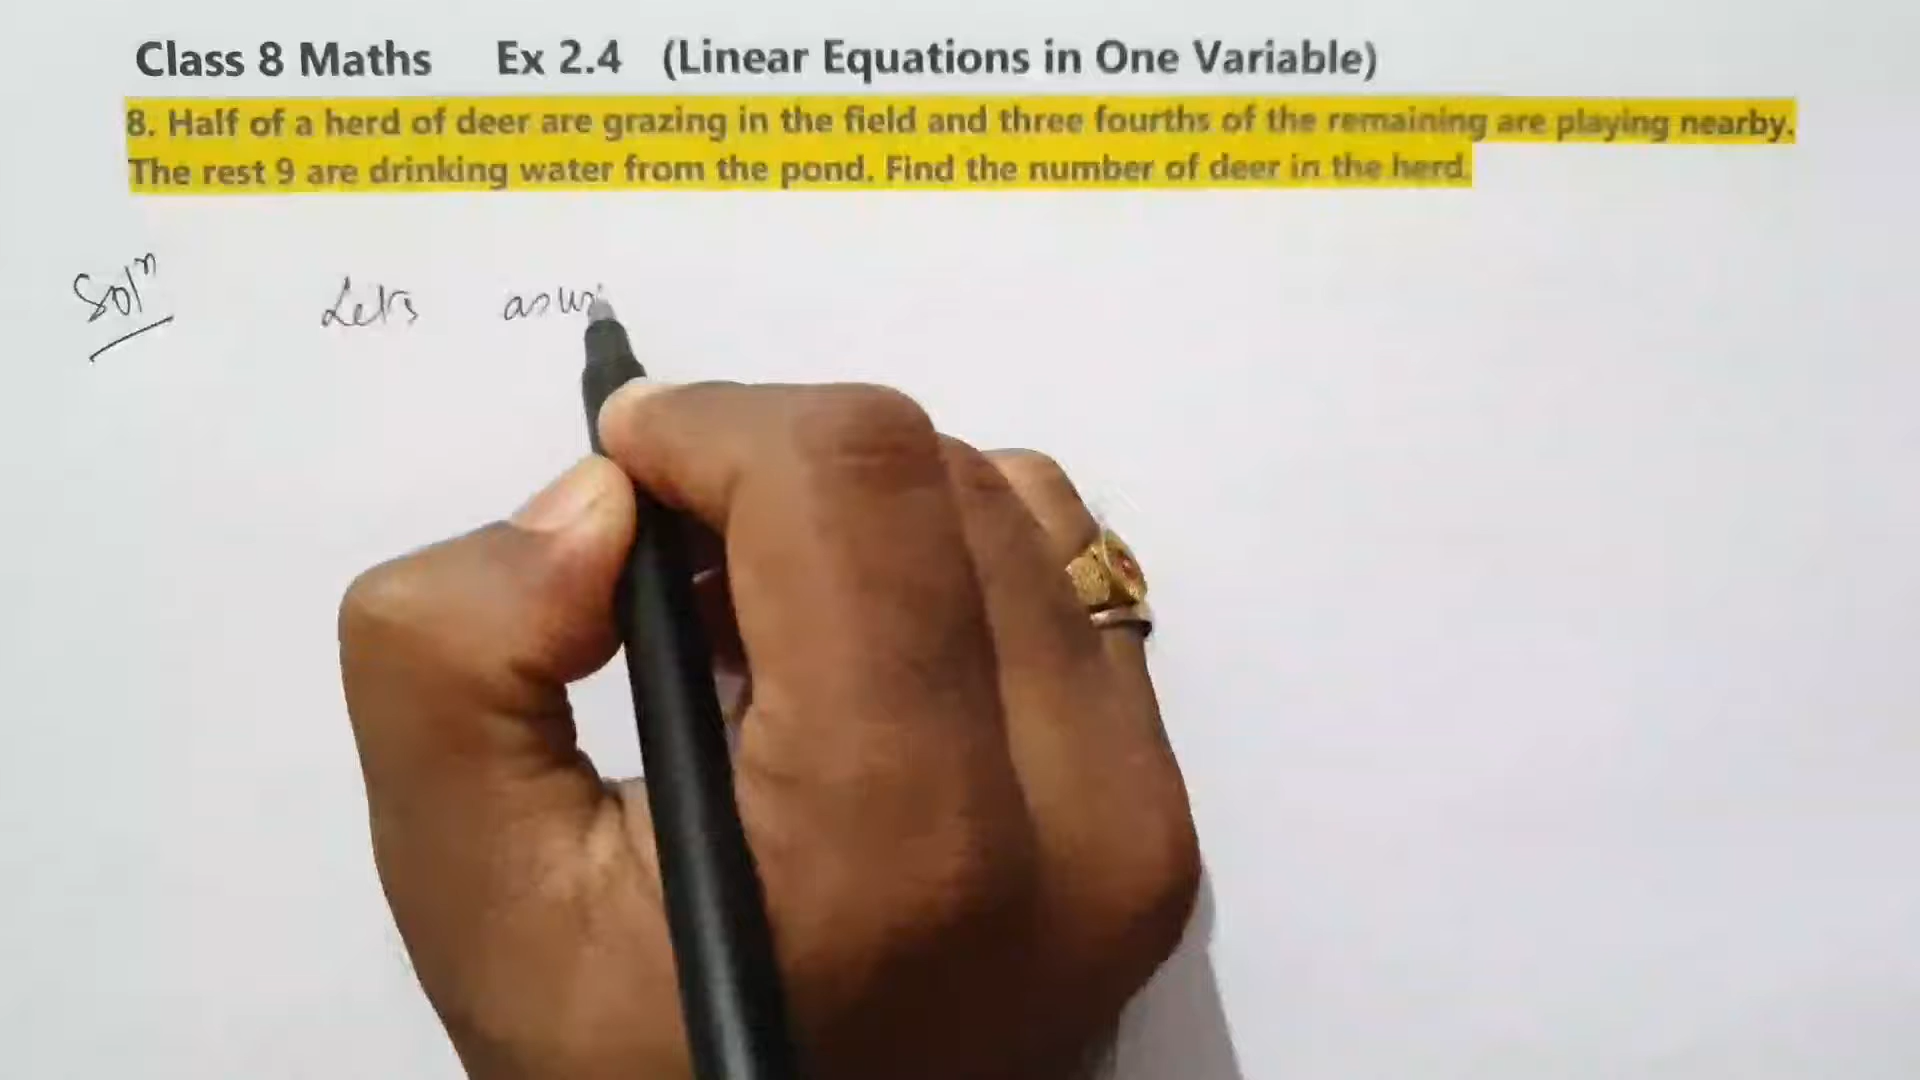 Class 8 Maths Ex 2.4 (Linear Equations in One Variable)
8. Half of a herd of deer are grazing in the field and three fourths of the remaining are playing nearby.
The rest 9 are drinking water from the pond. Find the number of deer in the herd.
Solⁿ Lets